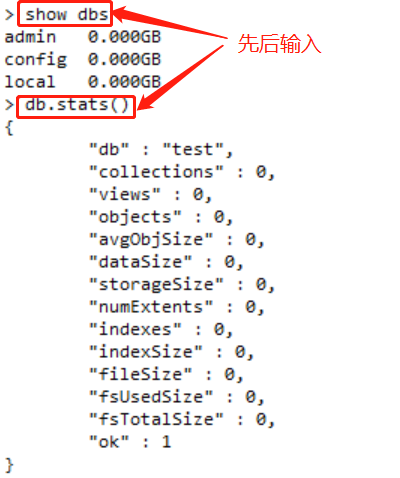 > show dbs
admin   0.000GB
config  0.000GB
local   0.000GB
先后输入
> db.stats()
{
        "db" : "test",
        "collections" : 0,
        "views" : 0,
        "objects" : 0,
        "avgObjSize" : 0,
        "dataSize" : 0,
        "storageSize" : 0,
        "numExtents" : 0,
        "indexes" : 0,
        "indexSize" : 0,
        "fileSize" : 0,
        "fsUsedSize" : 0,
        "fsTotalSize" : 0,
        "ok" : 1
}